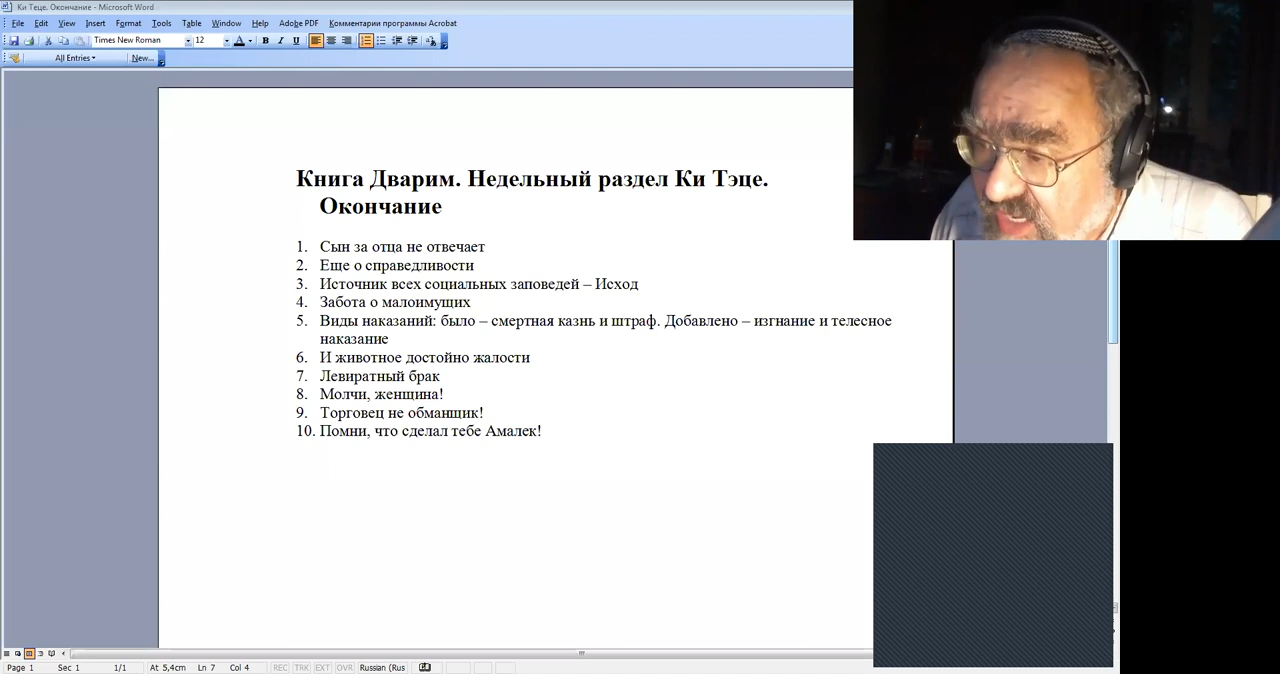 Ки Теце. Окончание - Microsoft Word
File Edit View Insert Format Tools Table Window Help Adobe PDF Комментарии программы Acrobat
Times New Roman 12 A B I U
All Entries New...
Книга Дварим. Недельный раздел Ки Тэце.
Окончание
1. Сын за отца не отвечает
2. Еще о справедливости
3. Источник всех социальных заповедей – Исход
4. Забота о малоимущих
5. Виды наказаний: было – смертная казнь и штраф. Добавлено – изгнание и телесное
наказание
6. И животное достойно жалости
7. Левиратный брак
8. Молчи, женщина!
9. Торговец не обманщик!
10. Помни, что сделал тебе Амалек!
Page 1 Sec 1 1/1 At 5,4cm Ln 7 Col 4 REC TRK EXT OVR Russian (Rus